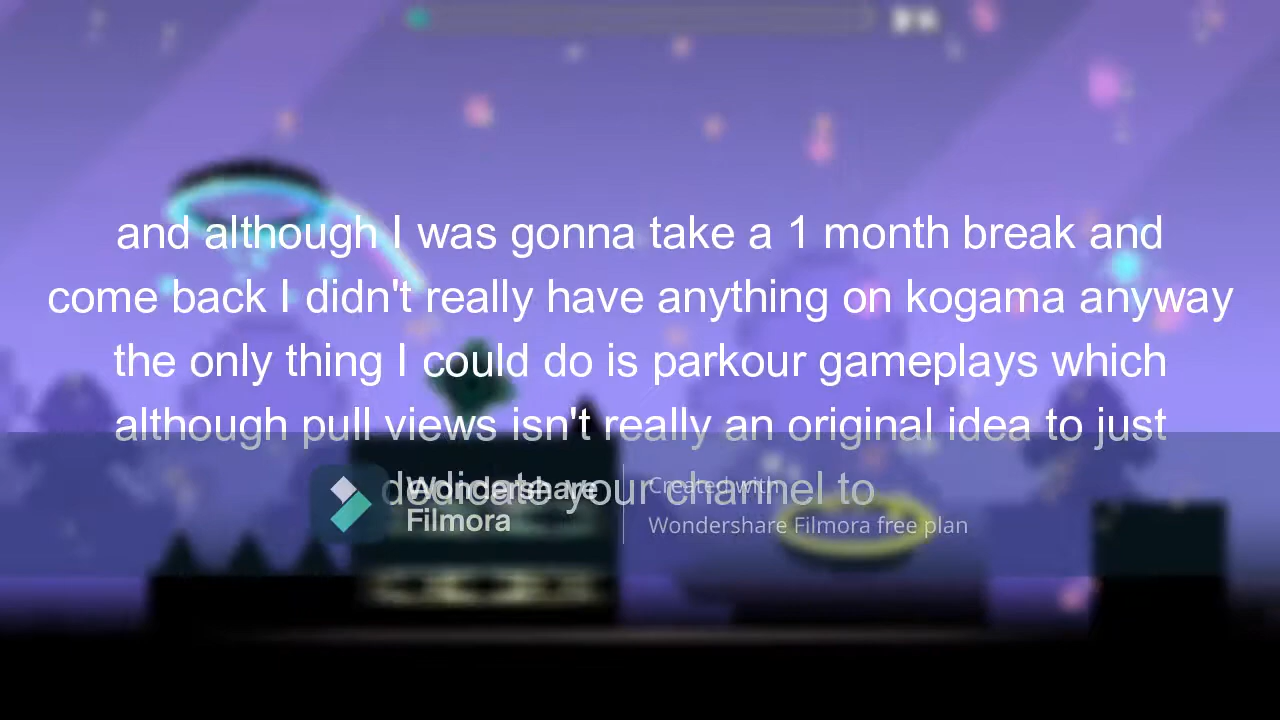 and although I was gonna take a 1 month break and
come back I didn't really have anything on kogama anyway
the only thing I could do is parkour gameplays which
although pull views isn't really an original idea to just
dedicate your channel to
Wondershare
Filmora
Created with
Wondershare Filmora free plan